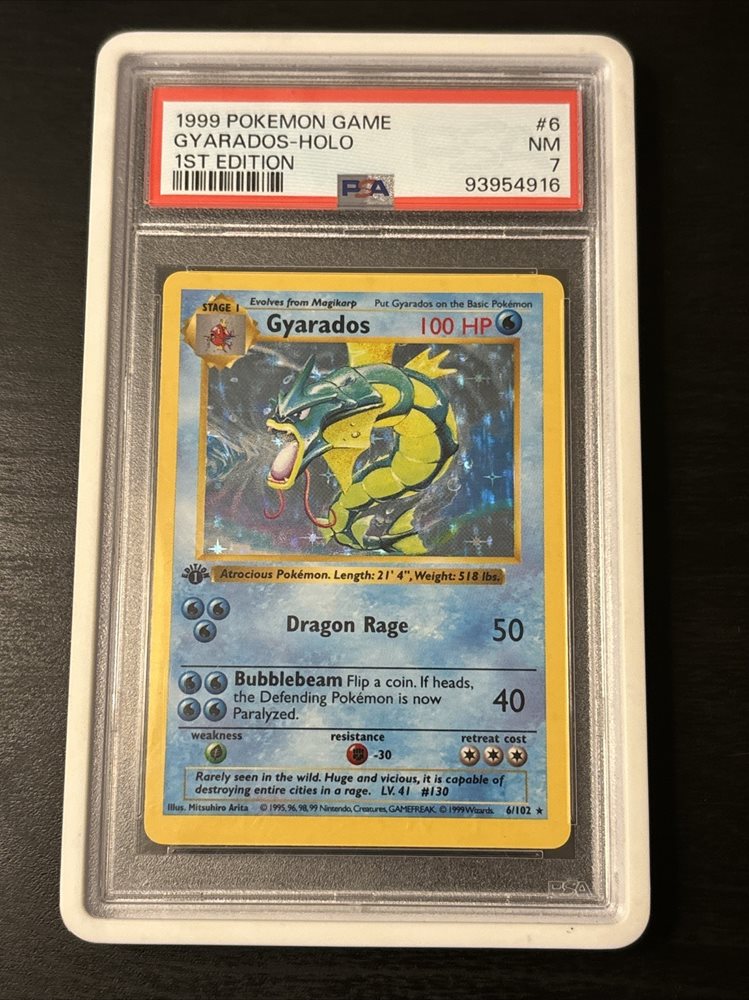 1999 POKEMON GAME #6
GYARADOS-HOLO NM
1ST EDITION 7
PSA 93954916
STAGE 1 Evolves from Magikarp Put Gyarados on the Basic Pokémon
Gyarados 100 HP
EDITION 1
Atrocious Pokémon. Length: 21' 4", Weight: 518 lbs.
Dragon Rage 50
Bubblebeam Flip a coin. If heads,
the Defending Pokémon is now 40
Paralyzed.
weakness resistance retreat cost
-30
Rarely seen in the wild. Huge and vicious, it is capable of
destroying entire cities in a rage. LV. 41 #130
Illus. Mitsuhiro Arita © 1995, 96, 98, 99 Nintendo, Creatures, GAMEFREAK. © 1999 Wizards. 6/102 ★
PSA